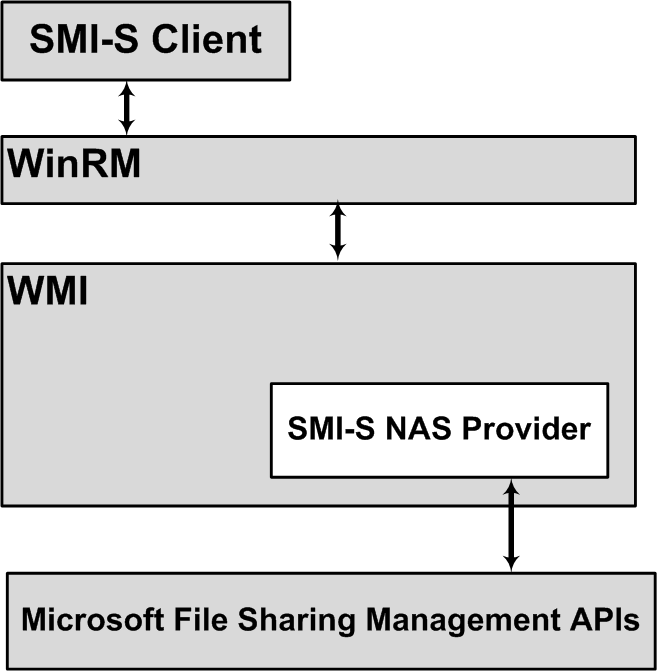 SMI-S Client
WinRM
WMI
SMI-S NAS Provider
Microsoft File Sharing Management APIs